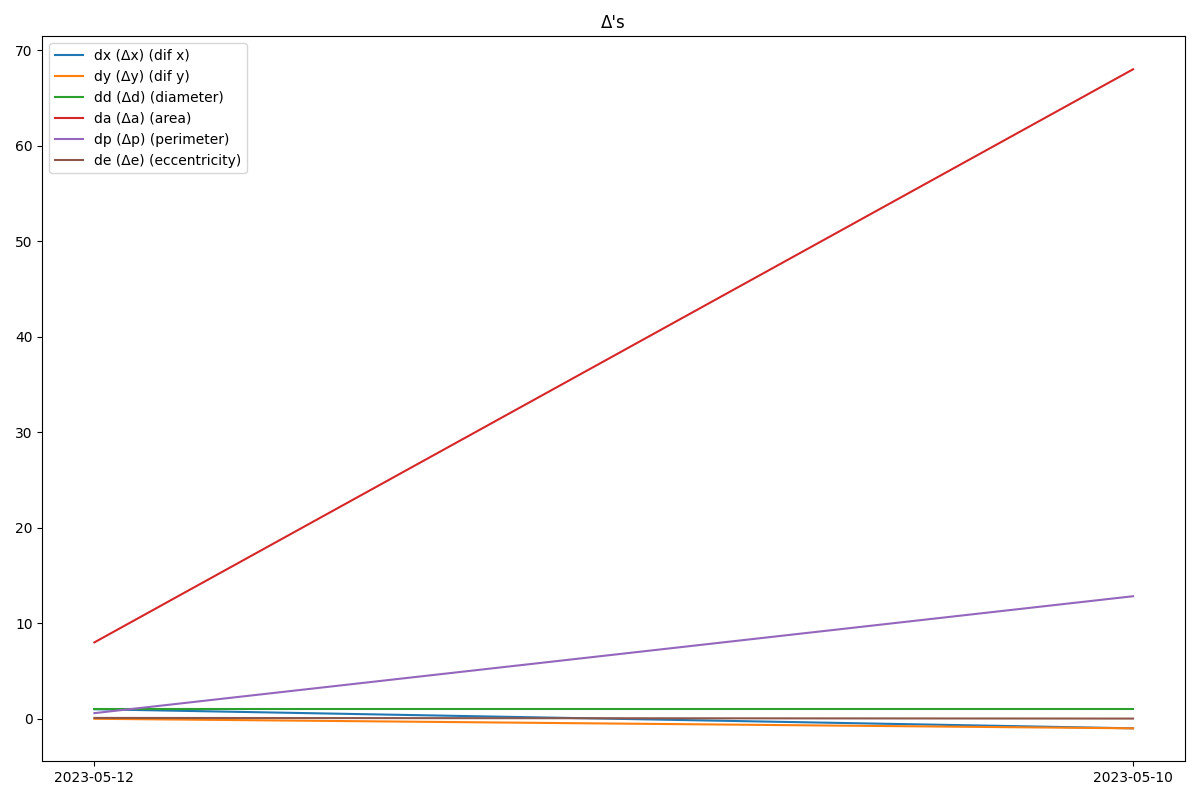 Δ's
dx (Δx) (dif x)
dy (Δy) (dif y)
dd (Δd) (diameter)
da (Δa) (area)
dp (Δp) (perimeter)
de (Δe) (eccentricity)
70
60
50
40
30
20
10
0
2023-05-12 2023-05-10